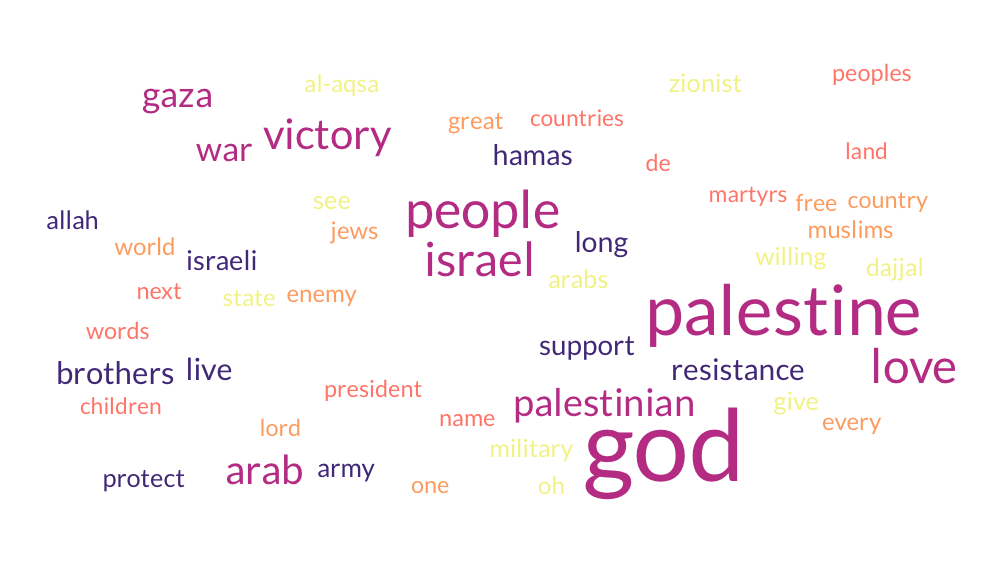 peoples
gaza al-aqsa zionist
great countries
war victory hamas land
de
people martyrs free country
allah see jews muslims
world israeli israel long willing
next state enemy arabs dajjal
words palestine
support
brothers live resistance love
children president palestinian give
lord name every
arab army military god
protect one oh